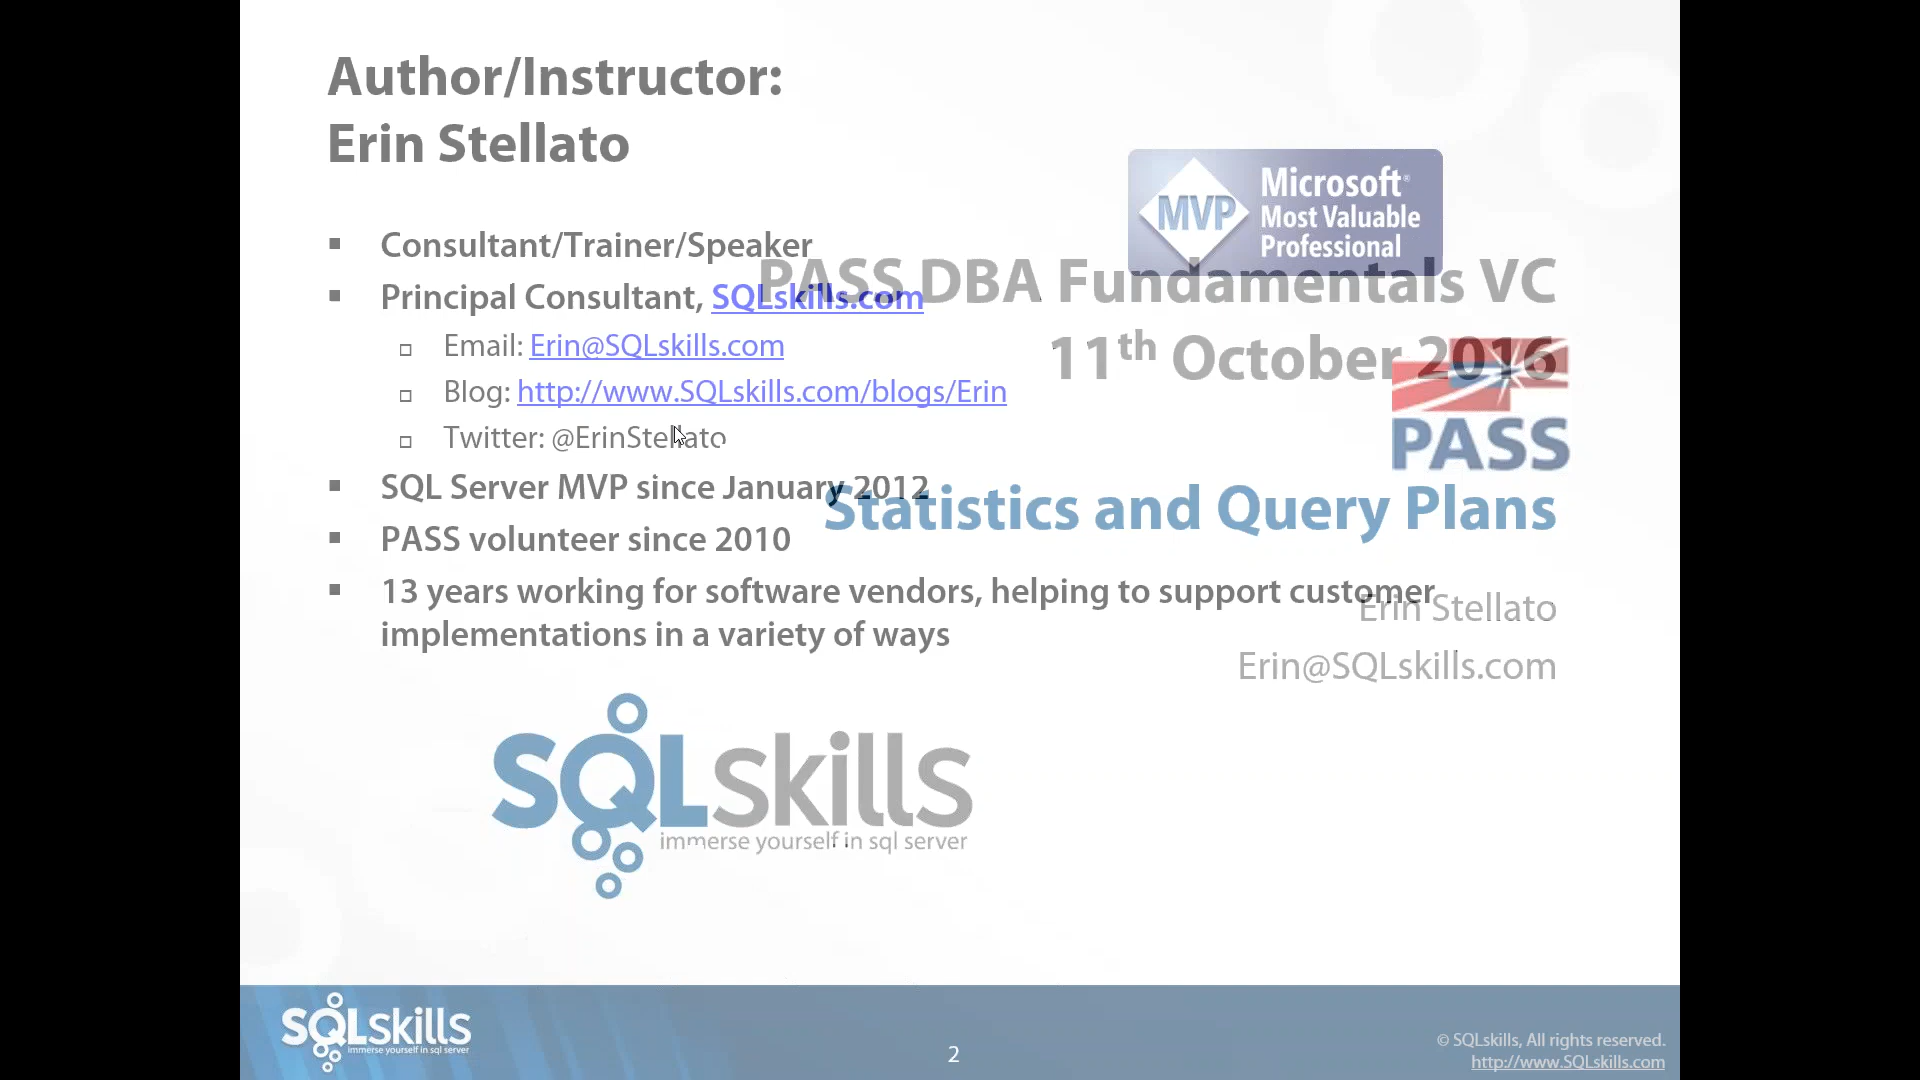 Author/Instructor:
Erin Stellato
Consultant/Trainer/Speaker
Principal Consultant, SQLskills.com
Email: Erin@SQLskills.com
Blog: http://www.SQLskills.com/blogs/Erin
Twitter: @ErinStellato
SQL Server MVP since January 2012
PASS volunteer since 2010
13 years working for software vendors, helping to support customer
implementations in a variety of ways
MVP
Microsoft®
Most Valuable
Professional
PASS DBA Fundamentals VC
11th October 2016
PASS
Statistics and Query Plans
Erin Stellato
Erin@SQLskills.com
SQLskills
immerse yourself in sql server
SQLskills
immerse yourself in sql server
2
© SQLskills, All rights reserved.
http://www.SQLskills.com